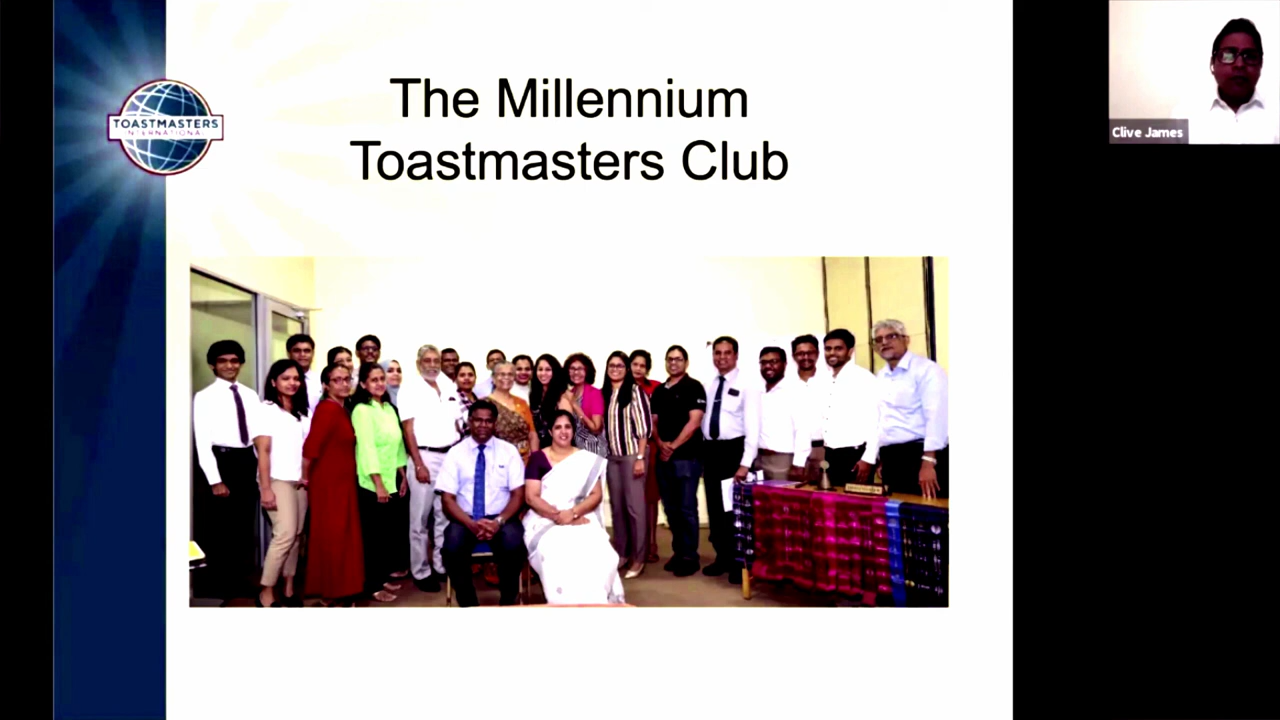 The Millennium
Toastmasters Club
TOASTMASTERS
INTERNATIONAL
Clive James